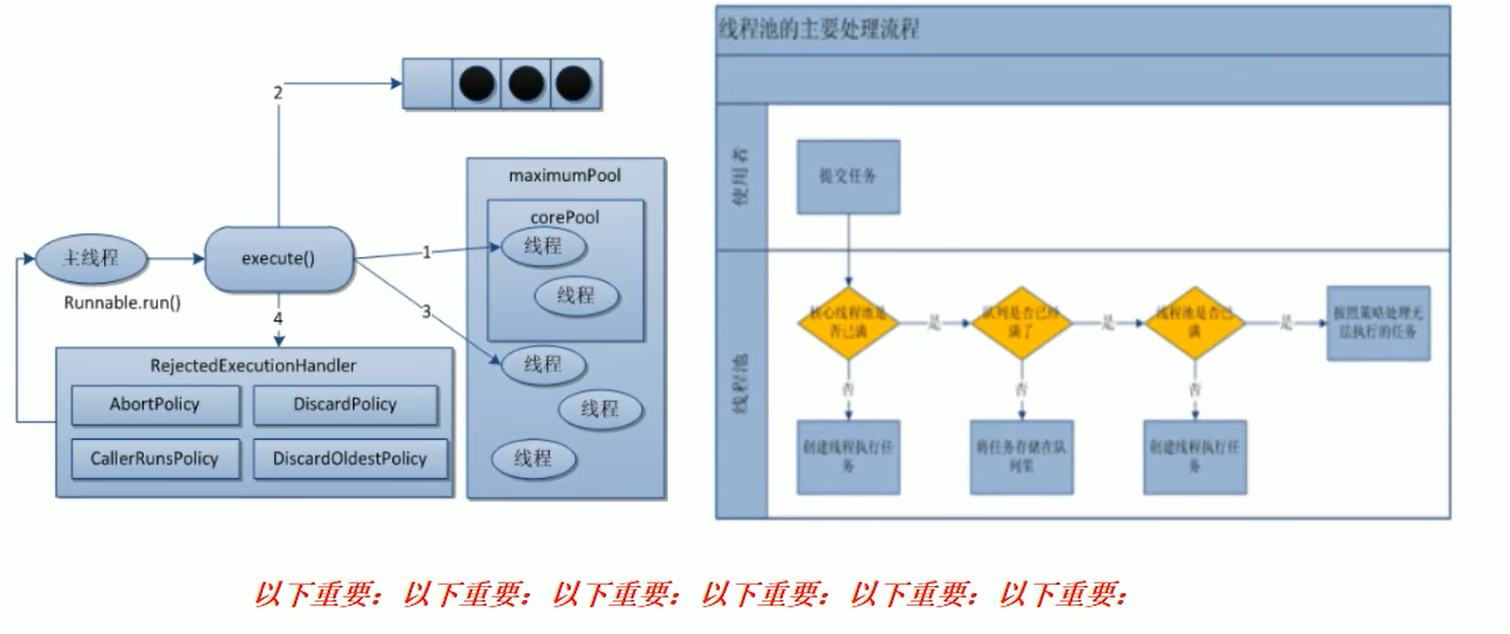 2
maximumPool
corePool
线程
线程
1
主线程
execute()
Runnable.run()
3
4
线程
线程
线程
RejectedExecutionHandler
AbortPolicy
DiscardPolicy
CallerRunsPolicy
DiscardOldestPolicy
线程池的主要处理流程
使用者
提交任务
线程池
核心线程池是
否已满
是
队列是否已经
满了
是
线程池是否已
满
是
按照策略处理无
法执行的任务
否
否
否
创建线程执行任
务
将任务存储在队
列里
创建线程执行任
务
以下重要：以下重要：以下重要：以下重要：以下重要：以下重要：